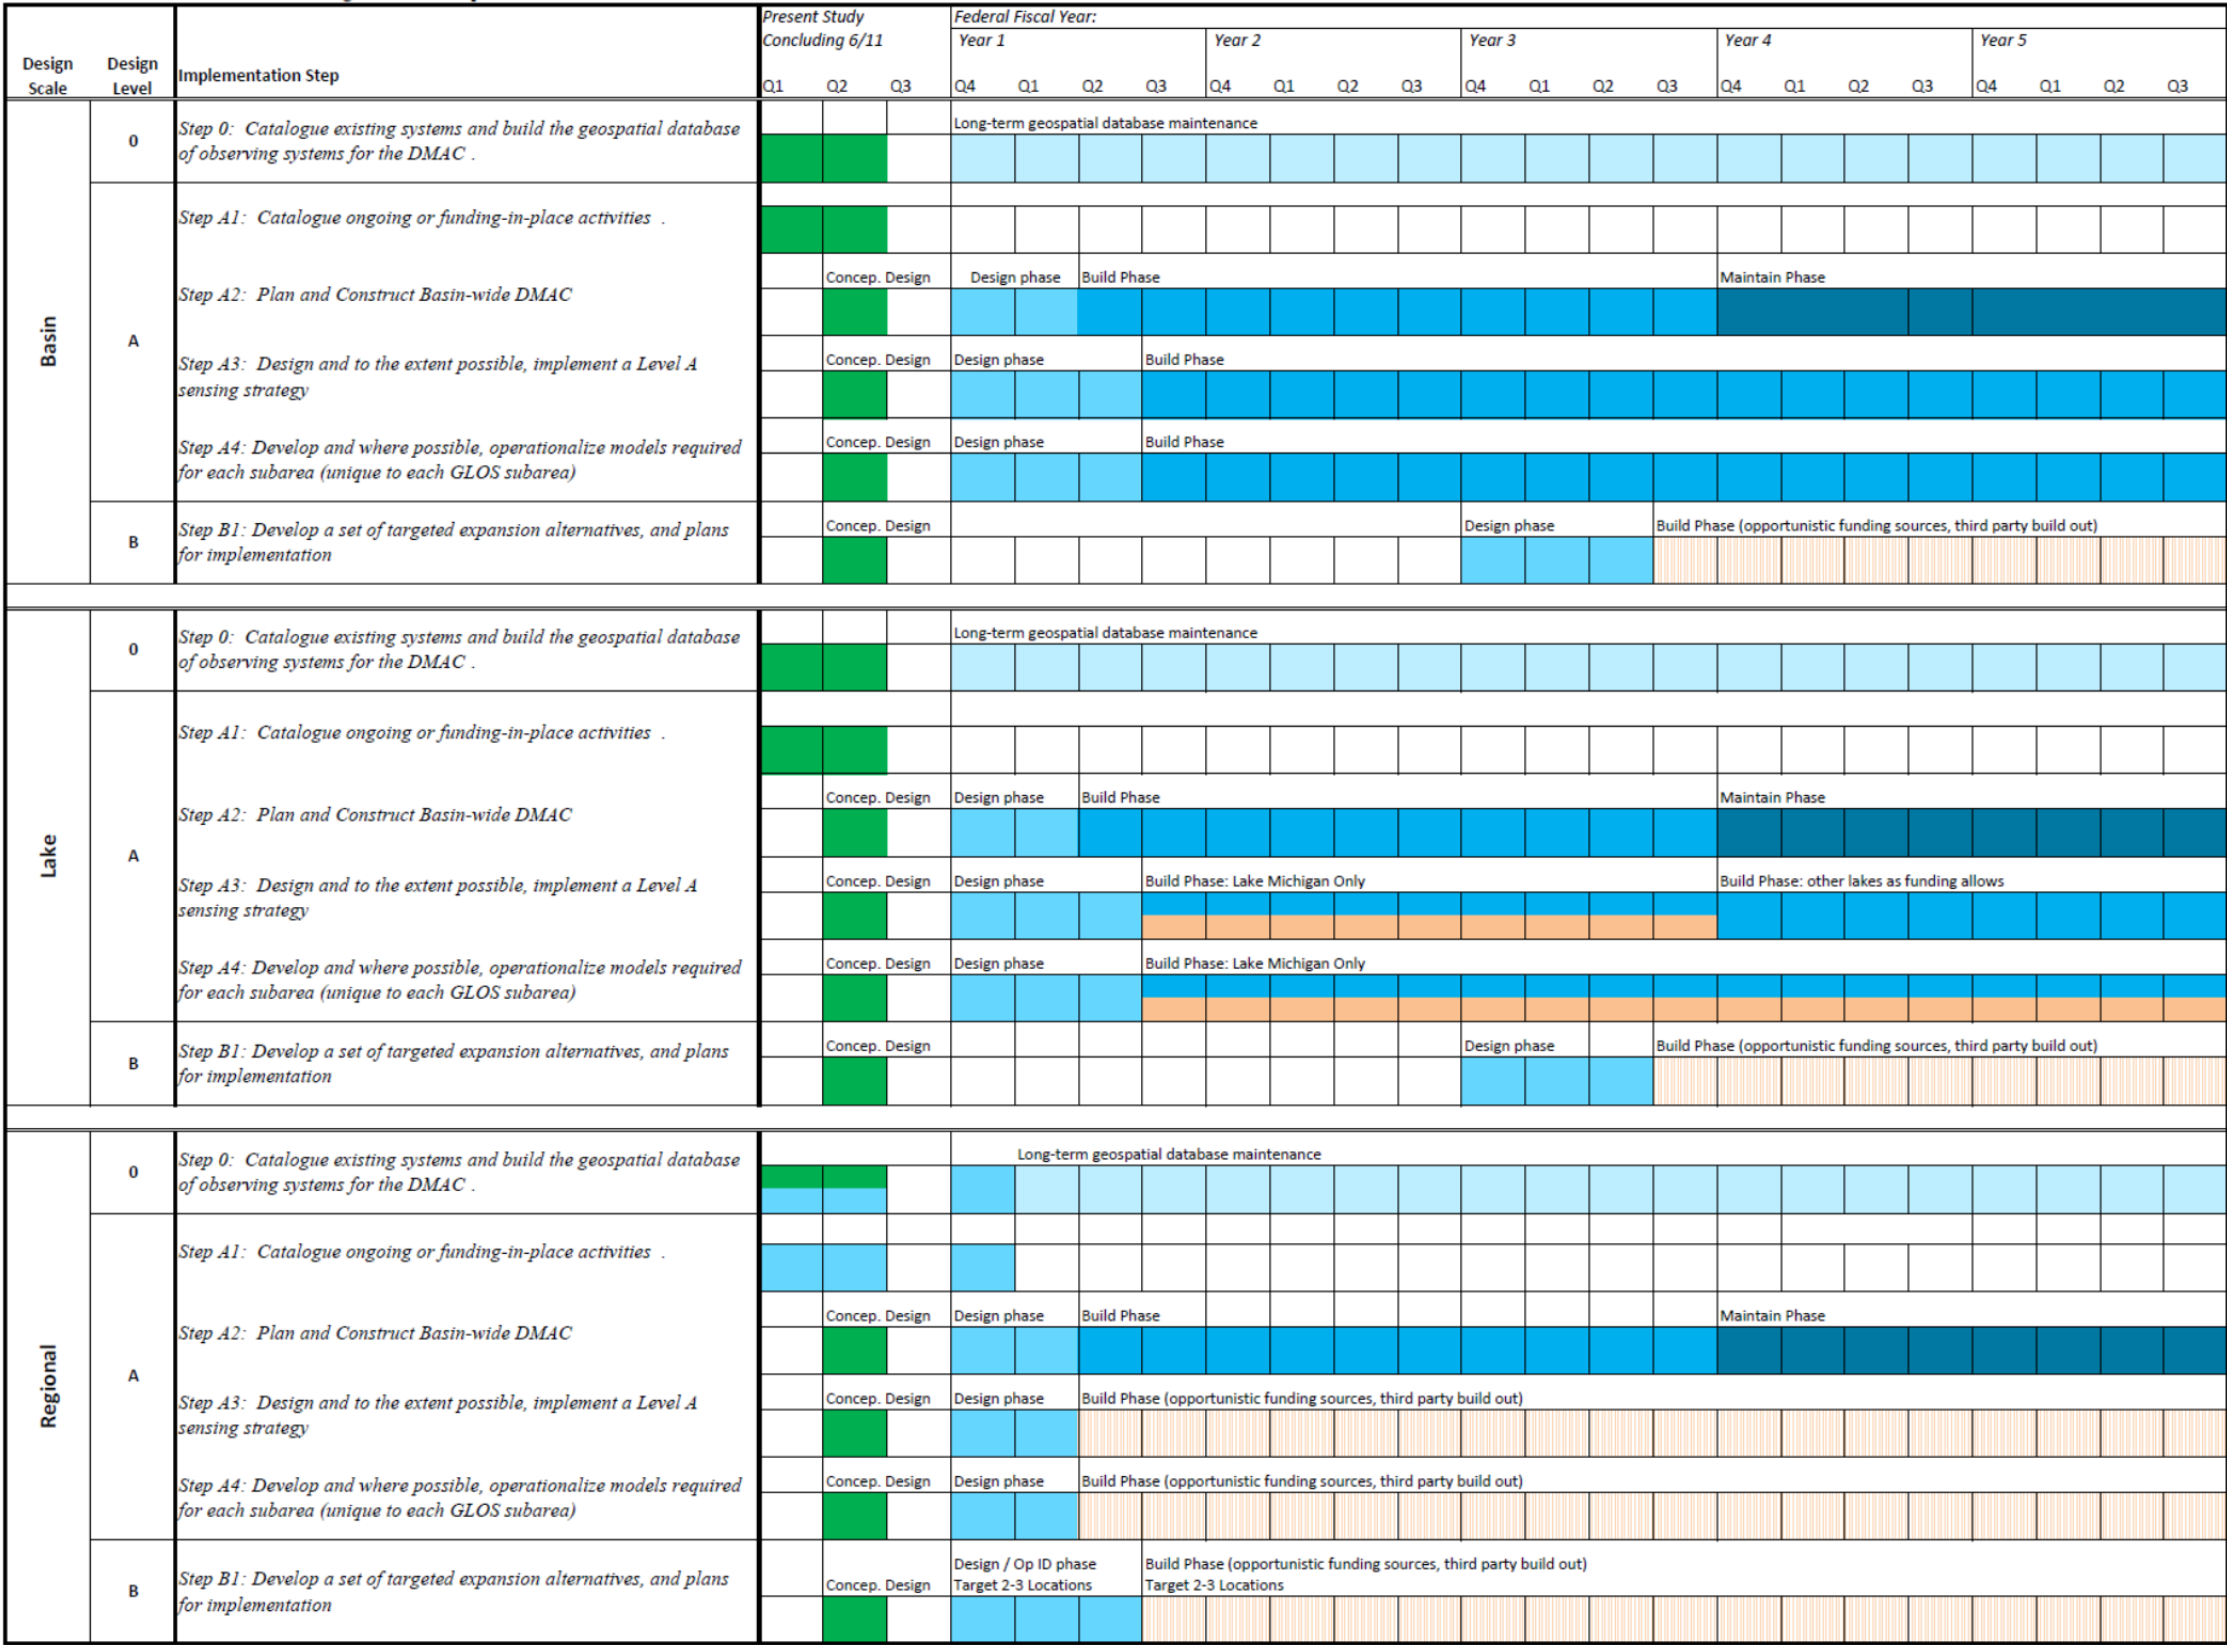 Present Study
Federal Fiscal Year:
Concluding 6/11
Year 1
Year 2
Year 3
Year 4
Year 5
Design Scale
Design Level
Implementation Step
Q1 Q2 Q3 Q4 Q1 Q2 Q3 Q4 Q1 Q2 Q3 Q4 Q1 Q2 Q3 Q4 Q1 Q2 Q3 Q4 Q1 Q2 Q3
Basin
0
Step 0: Catalogue existing systems and build the geospatial database
of observing systems for the DMAC .
Long-term geospatial database maintenance
A
Step A1: Catalogue ongoing or funding-in-place activities .
Step A2: Plan and Construct Basin-wide DMAC
Concep. Design
Design phase
Build Phase
Maintain Phase
Step A3: Design and to the extent possible, implement a Level A
sensing strategy
Concep. Design
Design phase
Build Phase
Step A4: Develop and where possible, operationalize models required
for each subarea (unique to each GLOS subarea)
Concep. Design
Design phase
Build Phase
B
Step B1: Develop a set of targeted expansion alternatives, and plans
for implementation
Concep. Design
Design phase
Build Phase (opportunistic funding sources, third party build out)
Lake
0
Step 0: Catalogue existing systems and build the geospatial database
of observing systems for the DMAC .
Long-term geospatial database maintenance
A
Step A1: Catalogue ongoing or funding-in-place activities .
Step A2: Plan and Construct Basin-wide DMAC
Concep. Design
Design phase
Build Phase
Maintain Phase
Step A3: Design and to the extent possible, implement a Level A
sensing strategy
Concep. Design
Design phase
Build Phase: Lake Michigan Only
Build Phase: other lakes as funding allows
Step A4: Develop and where possible, operationalize models required
for each subarea (unique to each GLOS subarea)
Concep. Design
Design phase
Build Phase: Lake Michigan Only
B
Step B1: Develop a set of targeted expansion alternatives, and plans
for implementation
Concep. Design
Design phase
Build Phase (opportunistic funding sources, third party build out)
Regional
0
Step 0: Catalogue existing systems and build the geospatial database
of observing systems for the DMAC .
Long-term geospatial database maintenance
A
Step A1: Catalogue ongoing or funding-in-place activities .
Step A2: Plan and Construct Basin-wide DMAC
Concep. Design
Design phase
Build Phase
Maintain Phase
Step A3: Design and to the extent possible, implement a Level A
sensing strategy
Concep. Design
Design phase
Build Phase (opportunistic funding sources, third party build out)
Step A4: Develop and where possible, operationalize models required
for each subarea (unique to each GLOS subarea)
Concep. Design
Design phase
Build Phase (opportunistic funding sources, third party build out)
B
Step B1: Develop a set of targeted expansion alternatives, and plans
for implementation
Concep. Design
Design / Op ID phase
Target 2-3 Locations
Build Phase (opportunistic funding sources, third party build out)
Target 2-3 Locations